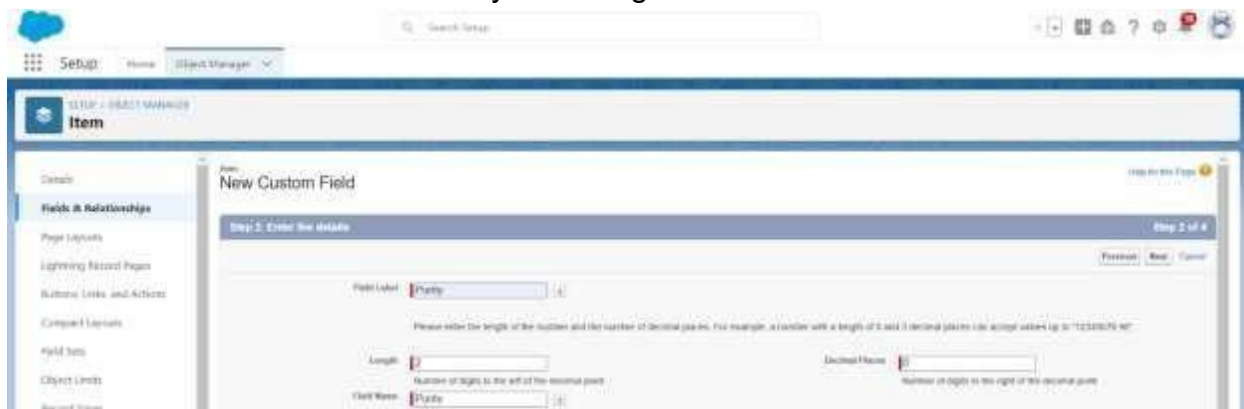 Search Setup
Setup Home Object Manager
SETUP > OBJECT MANAGER
Item
Details
Fields & Relationships
Page Layouts
Lightning Record Pages
Buttons, Links, and Actions
Compact Layouts
Field Sets
Object Limits
Record Types
New Custom Field
Help for this Page
Step 2. Enter the details
Step 2 of 4
Previous Next Cancel
Field Label Purity
Please enter the length of the number and the number of decimal places. For example, a number with a length of 8 and 2 decimal places can accept values up to "12345678.90".
Length 2
Decimal Places 0
Number of digits to the left of the decimal point
Number of digits to the right of the decimal point
Field Name Purity